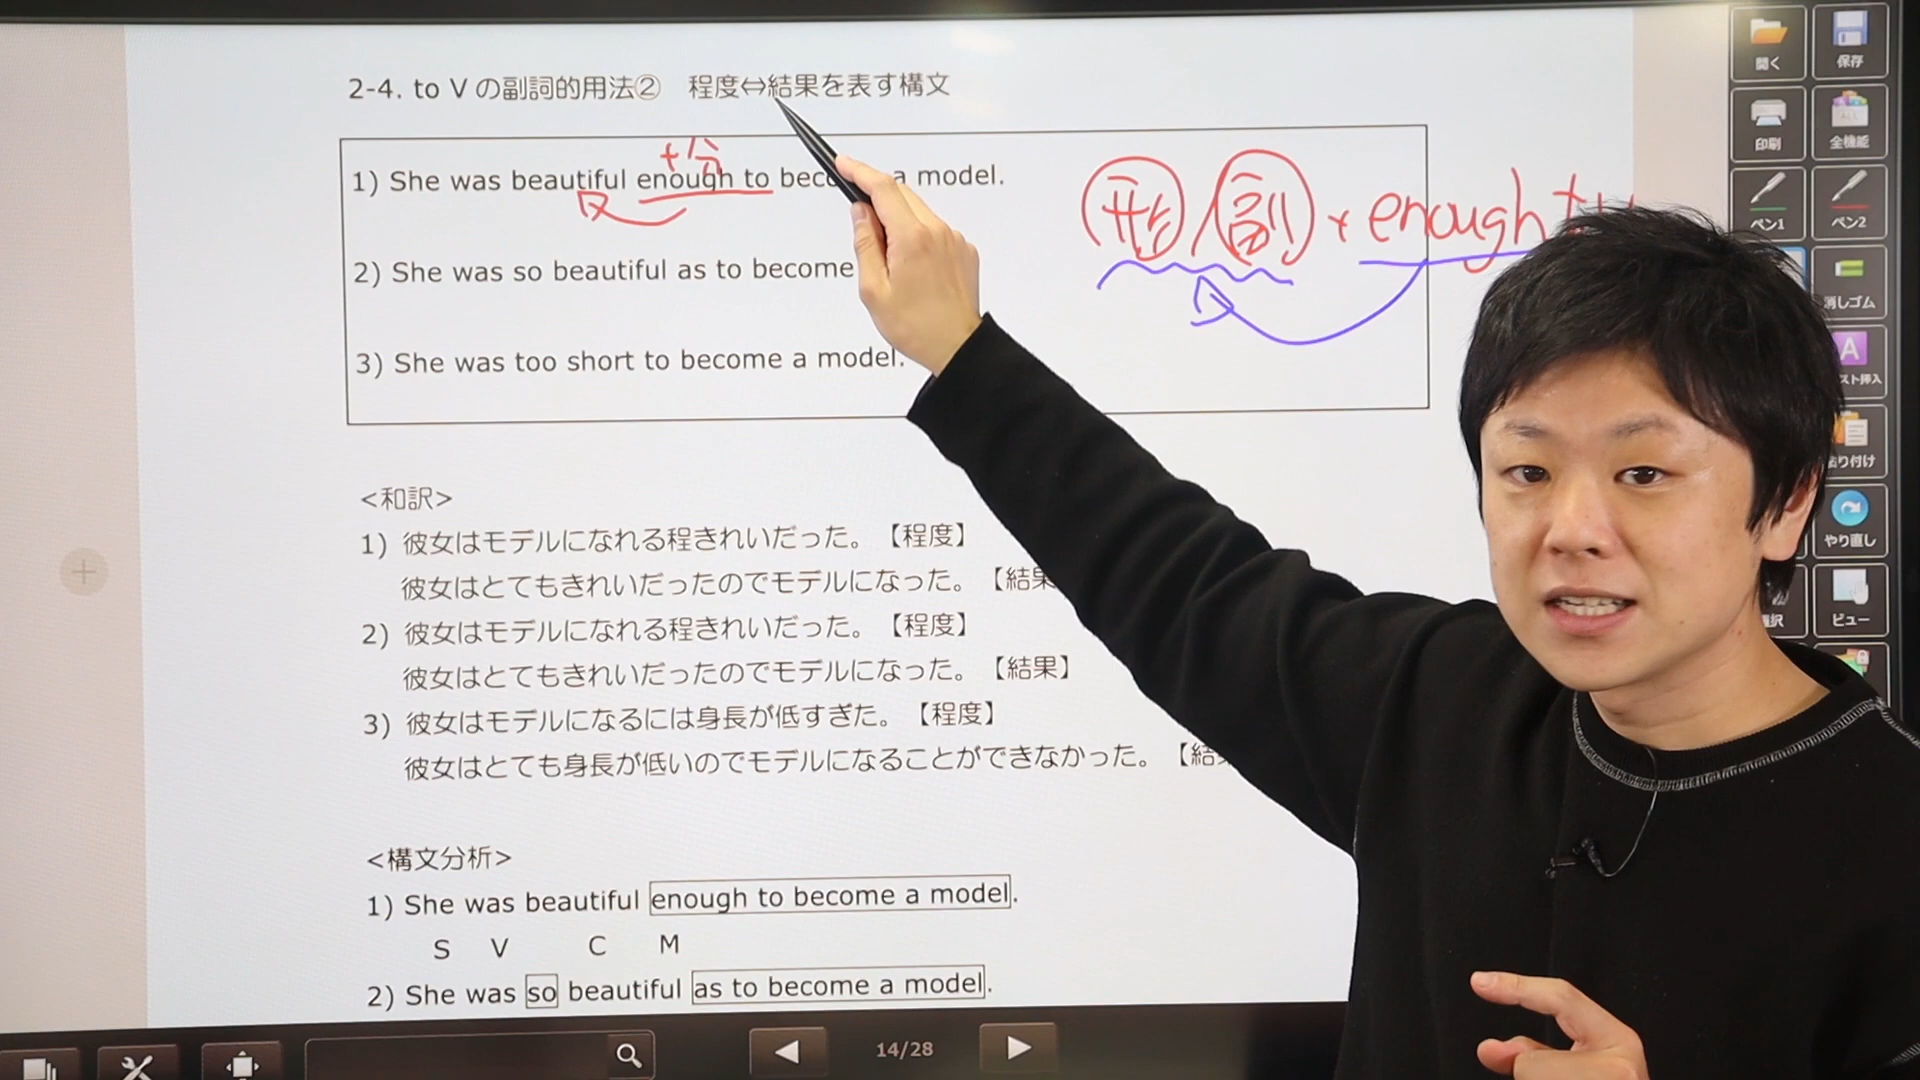 2-4. to V の副詞的用法② 程度⇔結果を表す構文
十分
1) She was beautiful enough to a model.
形/副 + enough
2) She was so beautiful as to become
3) She was too short to become a model.
<和訳>
1) 彼女はモデルになれる程きれいだった。【程度】
彼女はとてもきれいだったのでモデルになった。【結果
2) 彼女はモデルになれる程きれいだった。【程度】
彼女はとてもきれいだったのでモデルになった。【結果】
3) 彼女はモデルになるには身長が低すぎた。【程度】
彼女はとても身長が低いのでモデルになることができなかった。【結
<構文分析>
1) She was beautiful enough to become a model.
S V C M
2) She was so beautiful as to become a model.
14/28
開く 保存
印刷 全機能
ペン1 ペン2
消しゴム
A
スト挿入
り付け
やり直し
択 ビュー